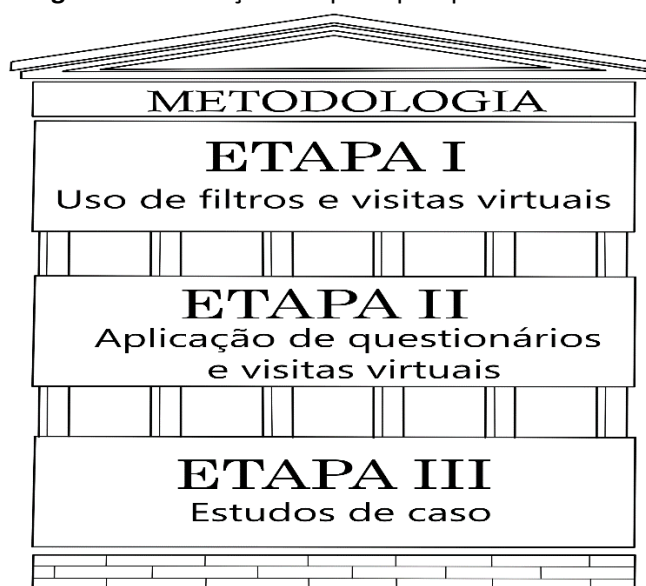 METODOLOGIA
ETAPA I
Uso de filtros e visitas virtuais
ETAPA II
Aplicação de questionários
e visitas virtuais
ETAPA III
Estudos de caso